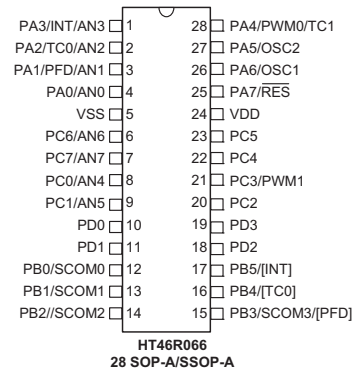 PA3/INT/AN3 1 28 PA4/PWM0/TC1
PA2/TC0/AN2 2 27 PA5/OSC2
PA1/PFD/AN1 3 26 PA6/OSC1
PA0/AN0 4 25 PA7/RES
VSS 5 24 VDD
PC6/AN6 6 23 PC5
PC7/AN7 7 22 PC4
PC0/AN4 8 21 PC3/PWM1
PC1/AN5 9 20 PC2
PD0 10 19 PD3
PD1 11 18 PD2
PB0/SCOM0 12 17 PB5/[INT]
PB1/SCOM1 13 16 PB4/[TC0]
PB2//SCOM2 14 15 PB3/SCOM3/[PFD]
HT46R066
28 SOP-A/SSOP-A